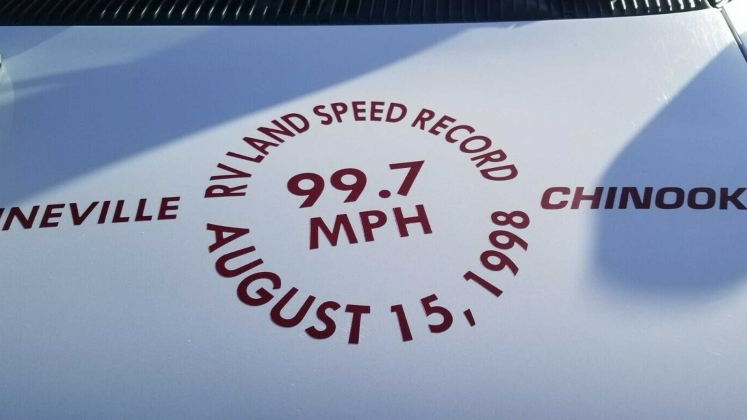 RV LAND SPEED RECORD
99.7
MPH
AUGUST 15, 1998
NEVILLE
CHINOOK